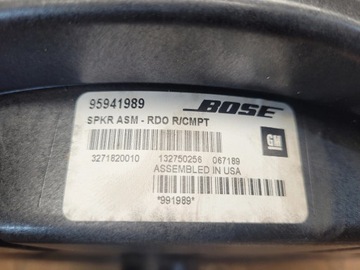 95941989
BOSE
SPKR ASM - RDO R/CMPT
GM
3271820010 132750256 067189
ASSEMBLED IN USA
*991989*